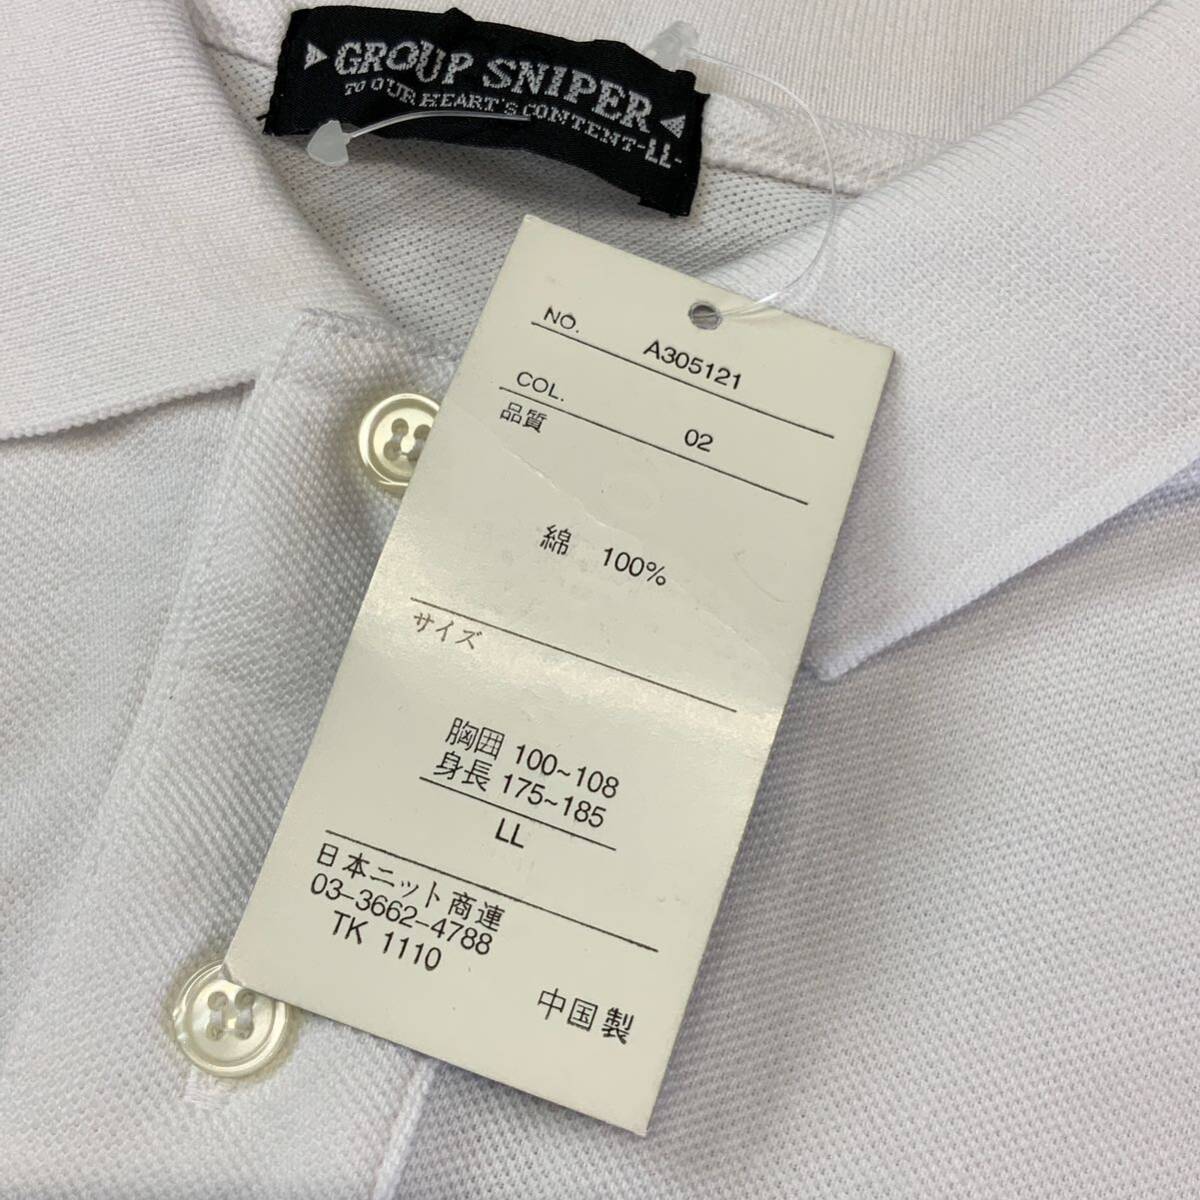 GROUP SNIPER
TO OUR HEART'S CONTENT -LL-
NO.
A305121
COL.
02
品質
綿 100%
サイズ
胸囲 100~108
身長 175~185
LL
日本ニット商連
03-3662-4788
TK 1110
中国製